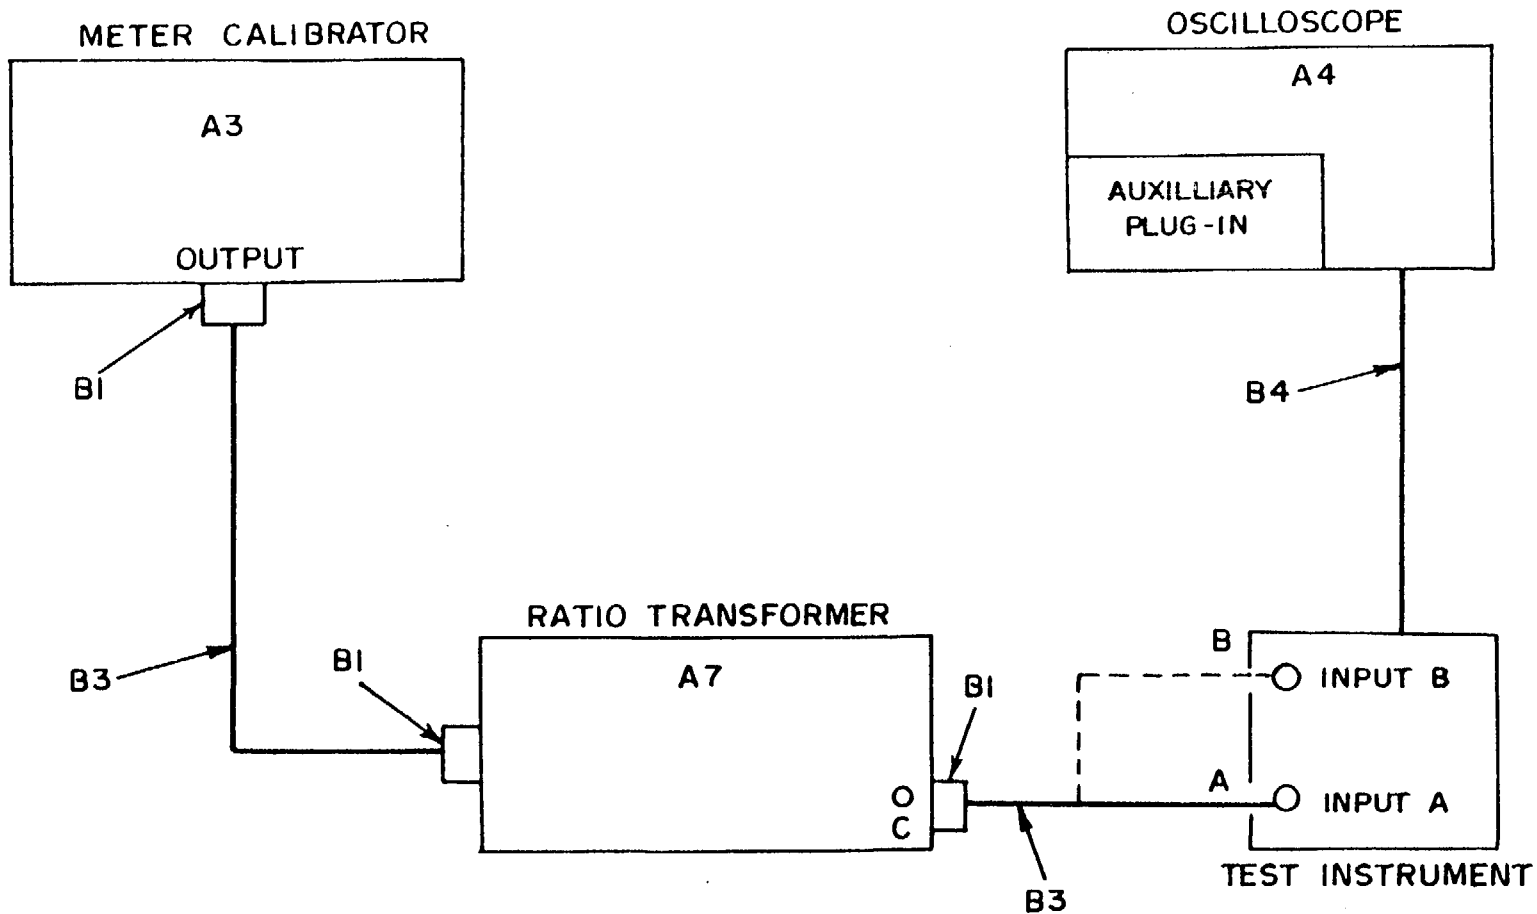 METER CALIBRATOR
A3
OUTPUT
B1
B3
OSCILLOSCOPE
A4
AUXILLIARY
PLUG-IN
B4
RATIO TRANSFORMER
A7
B1
O
C
B1
B3
B
INPUT B
A
INPUT A
TEST INSTRUMENT